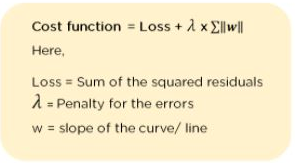 Cost function = Loss + λ x ∑‖w‖
Here,
Loss = Sum of the squared residuals
λ = Penalty for the errors
w = slope of the curve/ line